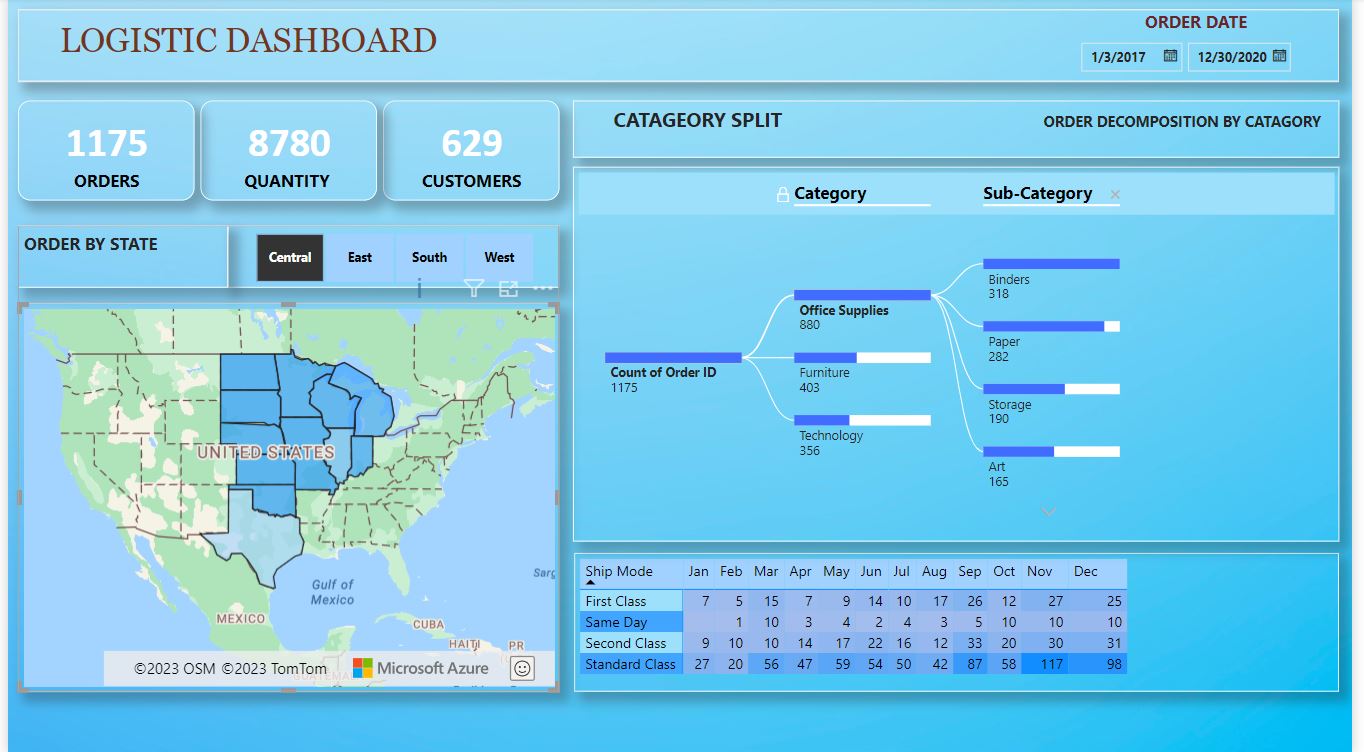 LOGISTIC DASHBOARD
ORDER DATE
1/3/2017 12/30/2020
1175
ORDERS
8780
QUANTITY
629
CUSTOMERS
CATAGEORY SPLIT
ORDER DECOMPOSITION BY CATAGORY
ORDER BY STATE
Central East South West
Category
Sub-Category
Count of Order ID
1175
Office Supplies
880
Furniture
403
Technology
356
Binders
318
Paper
282
Storage
190
Art
165
UNITED STATES
Gulf of
Mexico
MEXICO
CUBA
HAITI
PR
Sarg
©2023 OSM ©2023 TomTom Microsoft Azure
Ship Mode Jan Feb Mar Apr May Jun Jul Aug Sep Oct Nov Dec
First Class 7 5 15 7 9 14 10 17 26 12 27 25
Same Day 1 10 3 4 2 4 3 5 10 10 10
Second Class 9 10 10 14 17 22 16 12 33 20 30 31
Standard Class 27 20 56 47 59 54 50 42 87 58 117 98